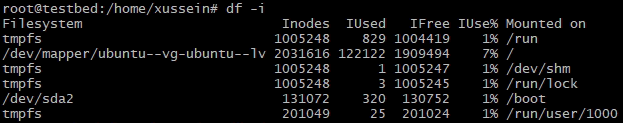 root@testbed:/home/xussein# df -i
Filesystem                         Inodes  IUsed   IFree IUse% Mounted on
tmpfs                             1005248    829 1004419    1% /run
/dev/mapper/ubuntu--vg-ubuntu--lv 2031616 122122 1909494    7% /
tmpfs                             1005248      1 1005247    1% /dev/shm
tmpfs                             1005248      3 1005245    1% /run/lock
/dev/sda2                          131072    320  130752    1% /boot
tmpfs                              201049     25  201024    1% /run/user/1000